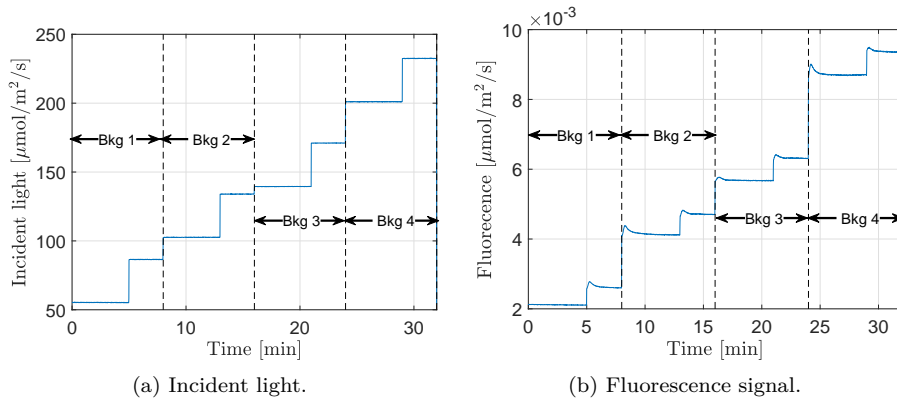 Incident light [μmol/m²/s]
250
200
150
100
50
0
10
20
30
Bkg 1
Bkg 2
Bkg 3
Bkg 4
Time [min]
(a) Incident light.
×10⁻³
Fluorecence [μmol/m²/s]
10
8
6
4
2
0
5
10
15
20
25
30
Bkg 1
Bkg 2
Bkg 3
Bkg 4
Time [min]
(b) Fluorescence signal.